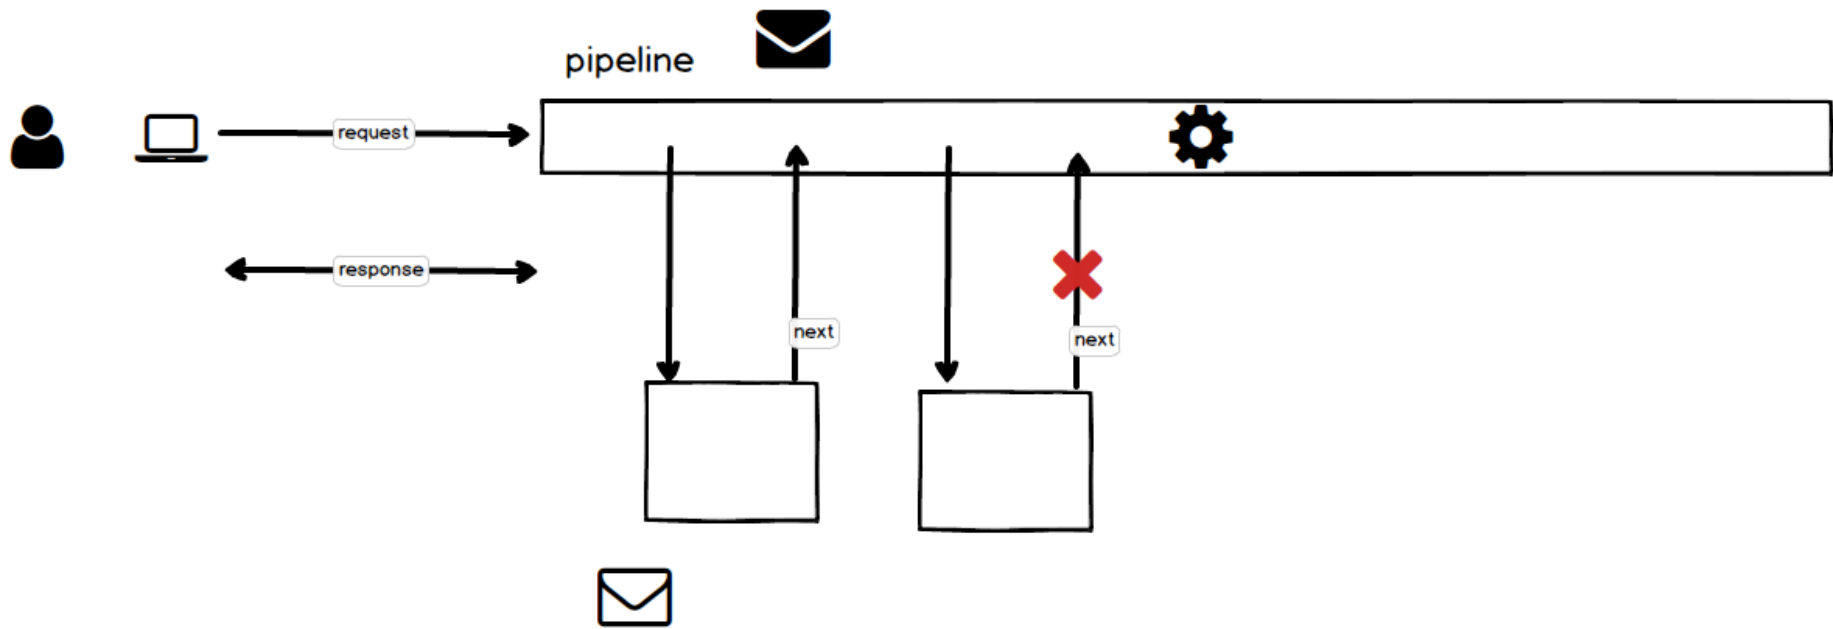 pipeline
request
response
next
next